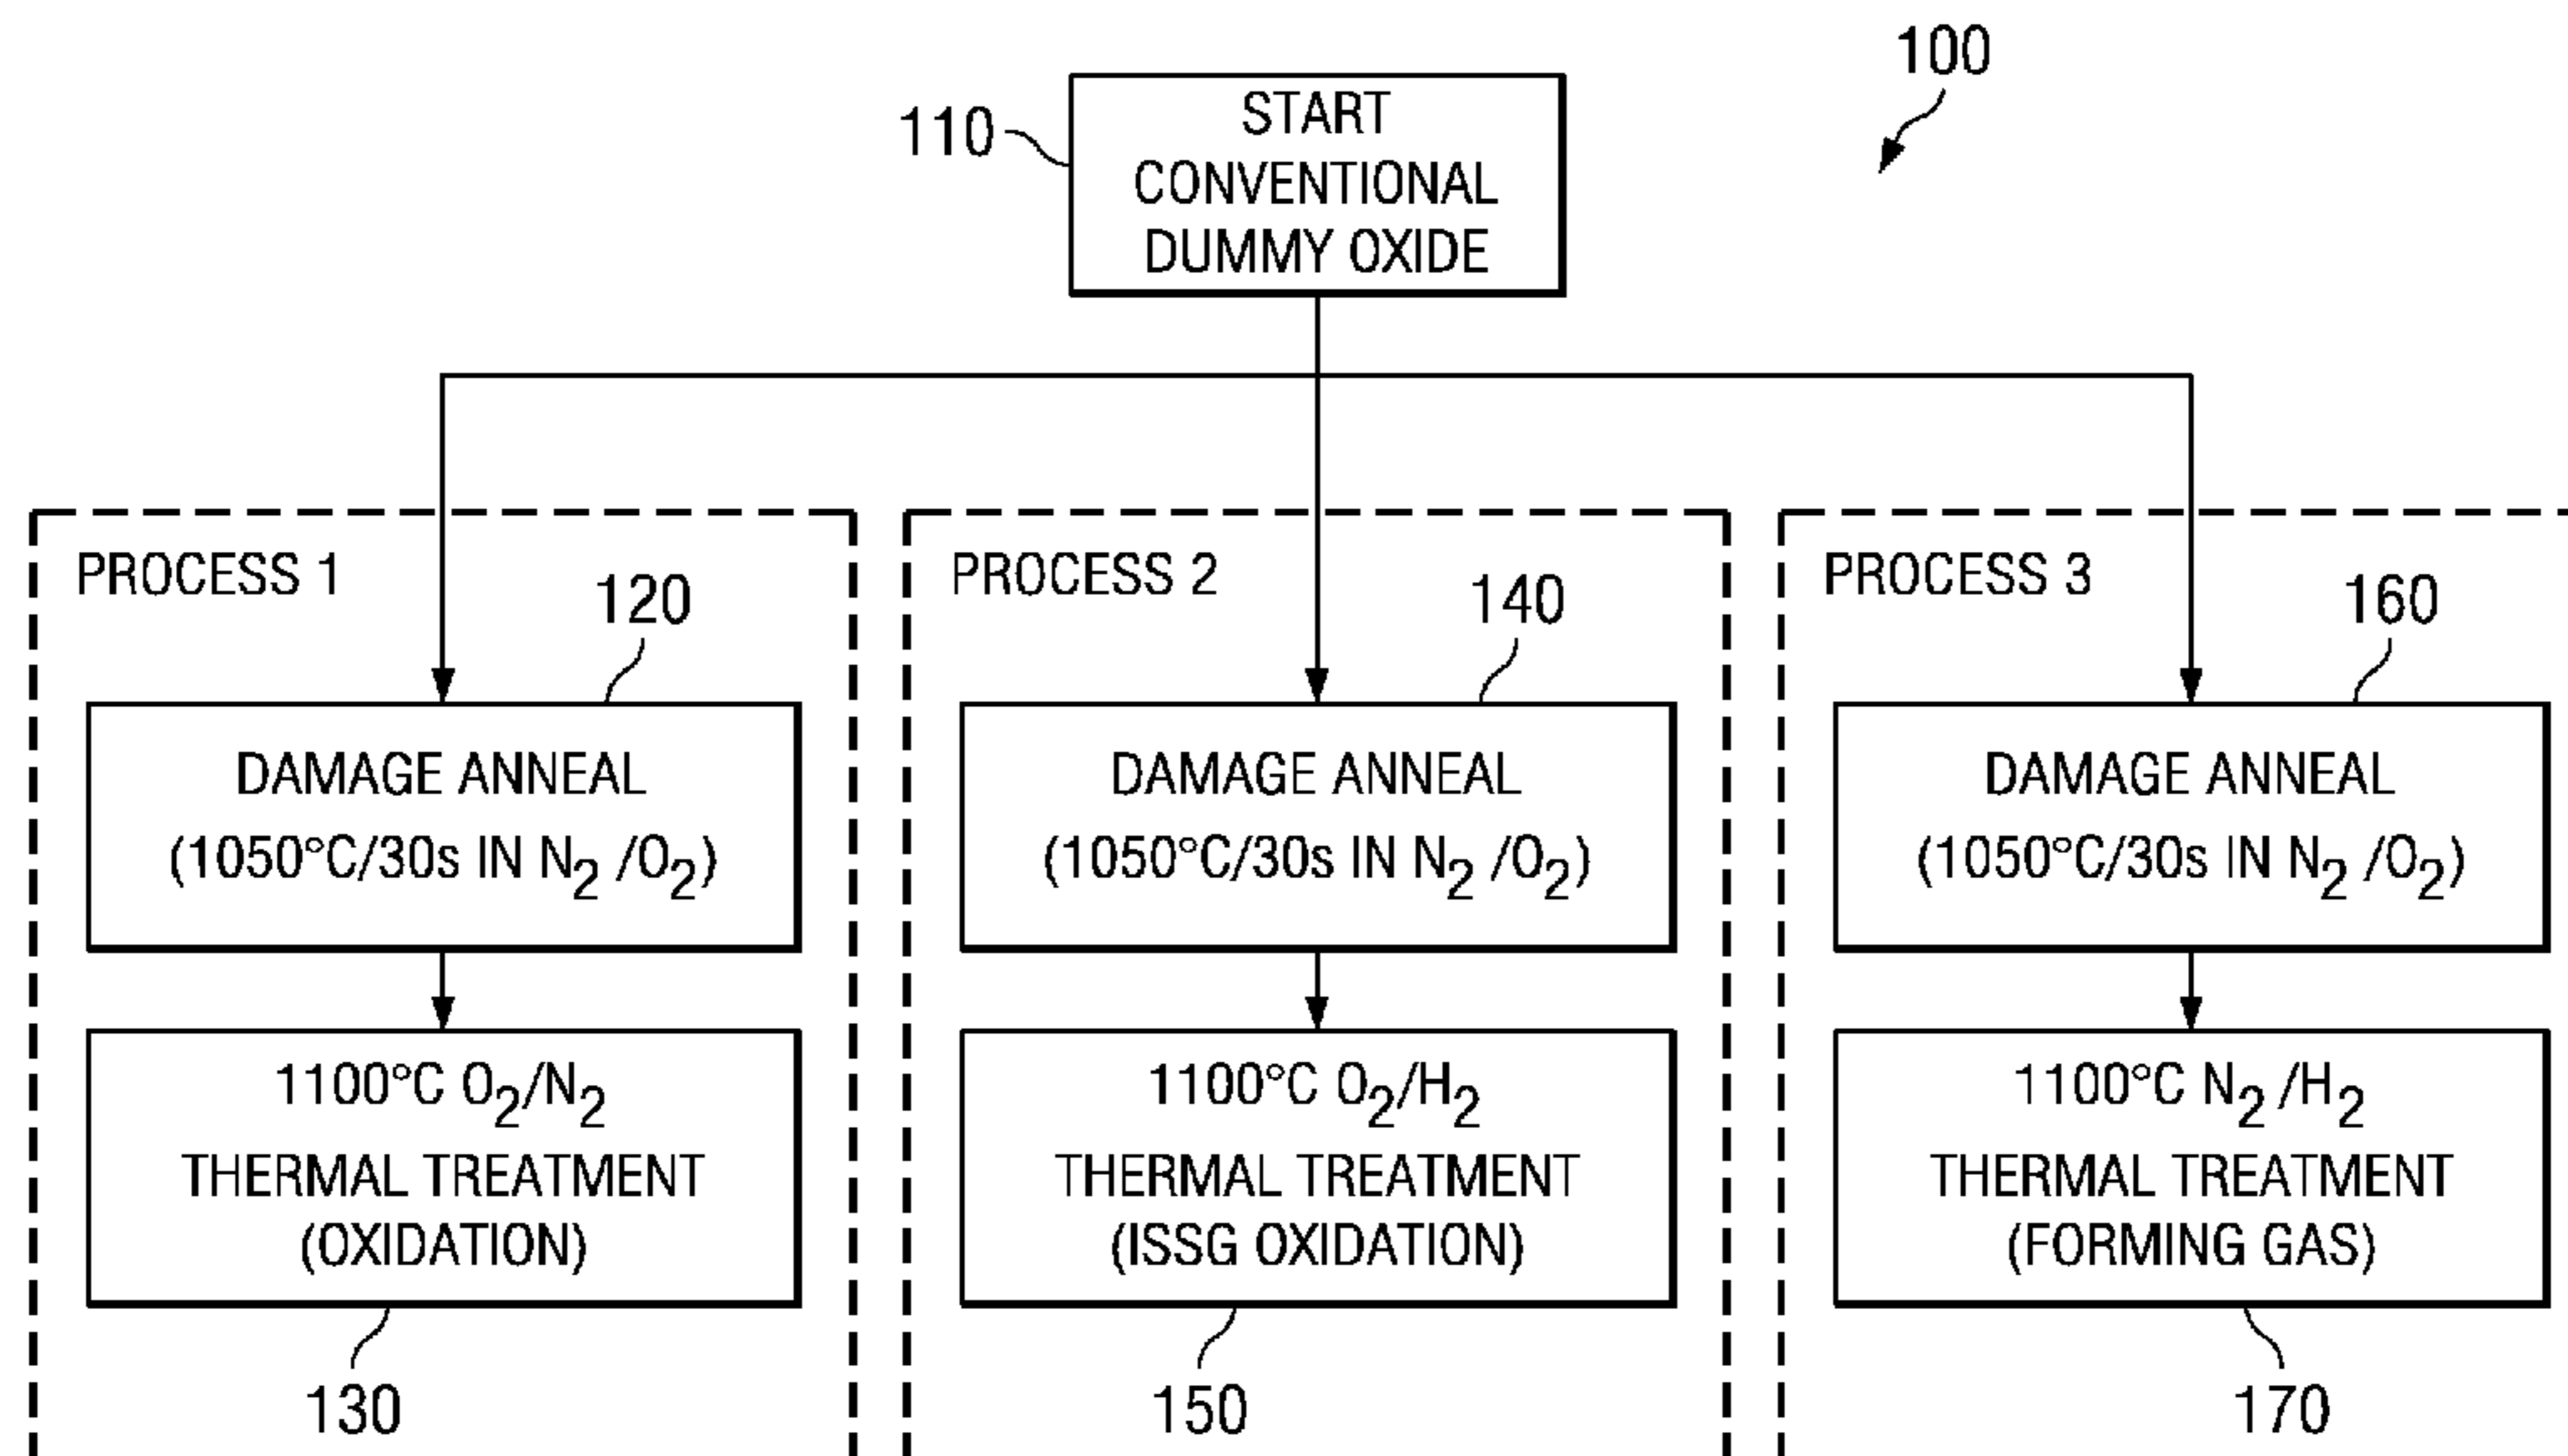 100
110
START
CONVENTIONAL
DUMMY OXIDE
PROCESS 1
120
DAMAGE ANNEAL
(1050°C/30s IN N₂ /O₂)
1100°C O₂/N₂
THERMAL TREATMENT
(OXIDATION)
130
PROCESS 2
140
DAMAGE ANNEAL
(1050°C/30s IN N₂ /O₂)
1100°C O₂/H₂
THERMAL TREATMENT
(ISSG OXIDATION)
150
PROCESS 3
160
DAMAGE ANNEAL
(1050°C/30s IN N₂ /O₂)
1100°C N₂ /H₂
THERMAL TREATMENT
(FORMING GAS)
170